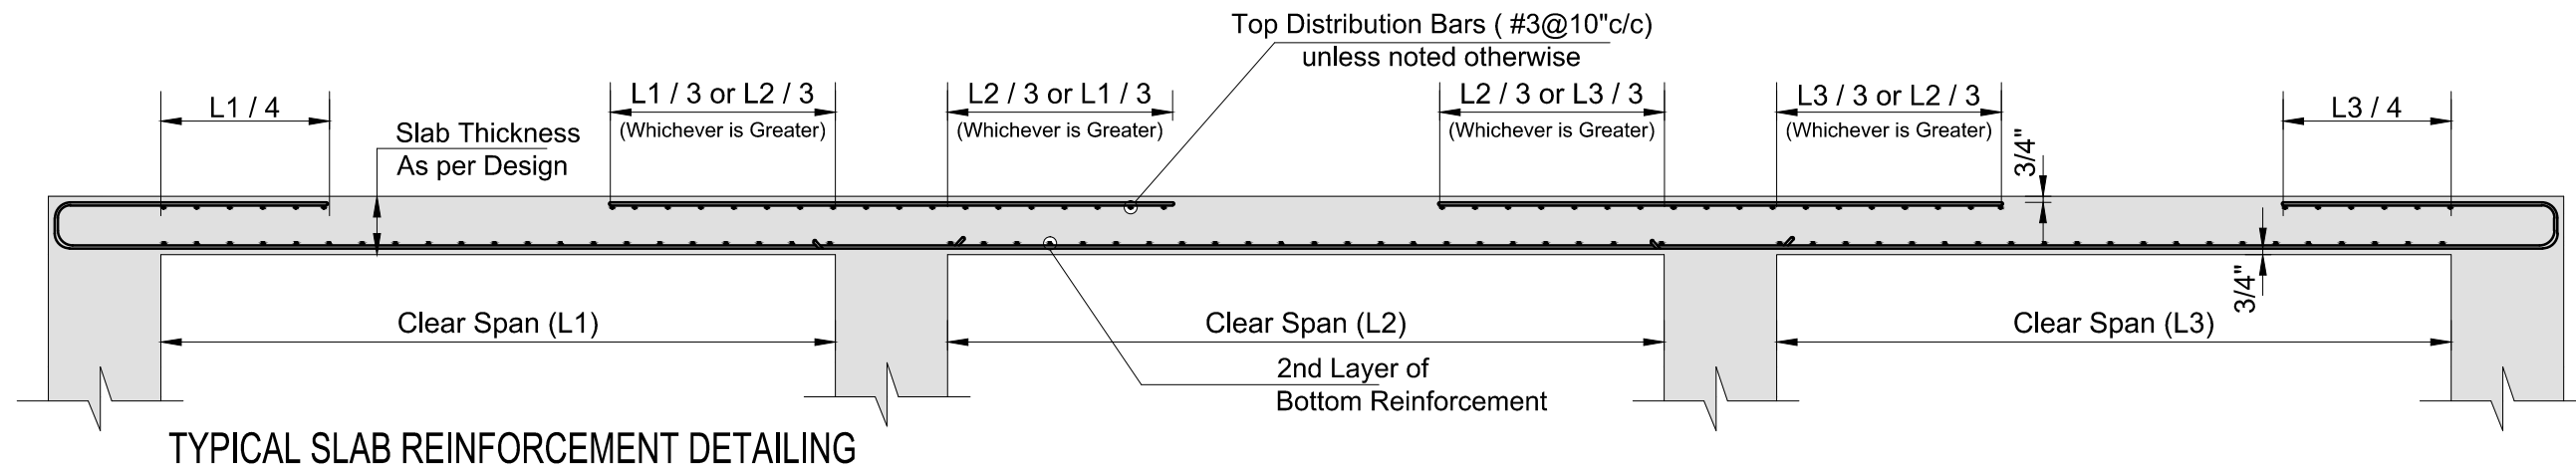 Top Distribution Bars ( #3@10"c/c)
unless noted otherwise
L1 / 4
L1 / 3 or L2 / 3
(Whichever is Greater)
L2 / 3 or L1 / 3
(Whichever is Greater)
L2 / 3 or L3 / 3
(Whichever is Greater)
L3 / 3 or L2 / 3
(Whichever is Greater)
L3 / 4
Slab Thickness
As per Design
3/4"
3/4"
Clear Span (L1)
Clear Span (L2)
Clear Span (L3)
2nd Layer of
Bottom Reinforcement
TYPICAL SLAB REINFORCEMENT DETAILING